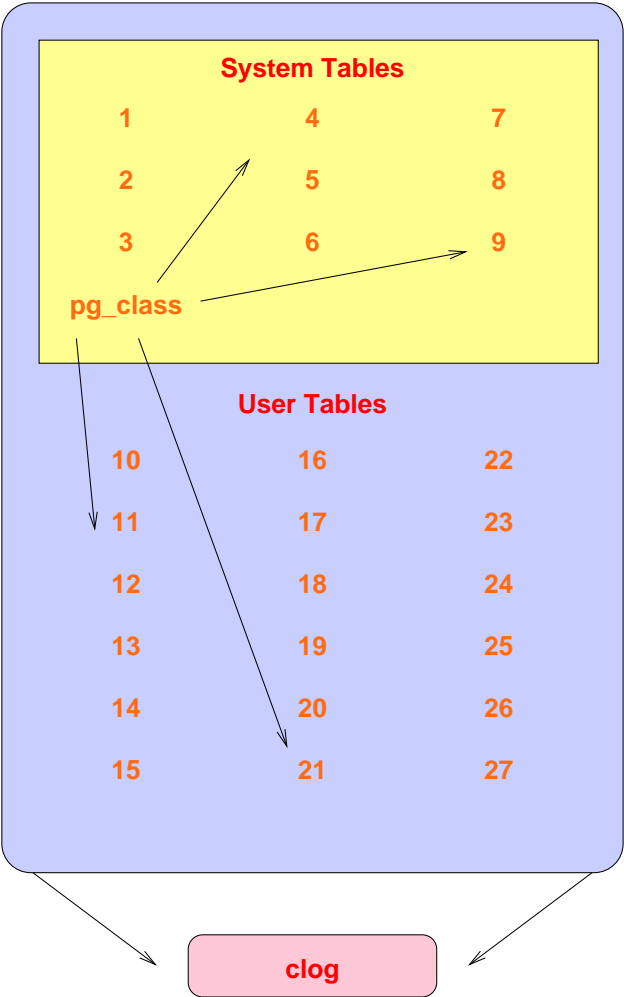 System Tables
1 4 7
2 5 8
3 6 9
pg_class
User Tables
10 16 22
11 17 23
12 18 24
13 19 25
14 20 26
15 21 27
clog